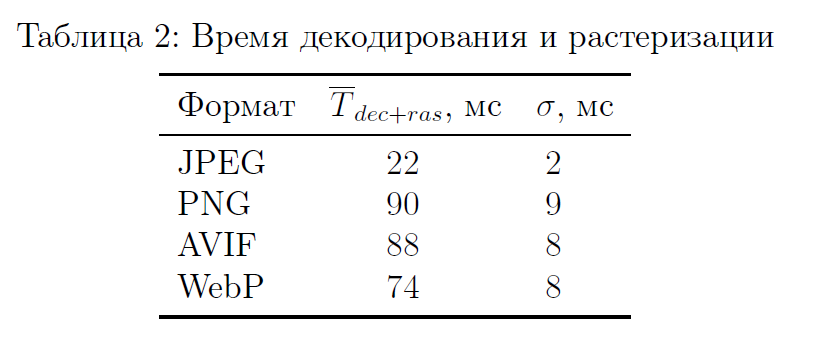 Таблица 2: Время декодирования и растеризации
Формат T̅dec+ras, мс σ, мс
JPEG 22 2
PNG 90 9
AVIF 88 8
WebP 74 8